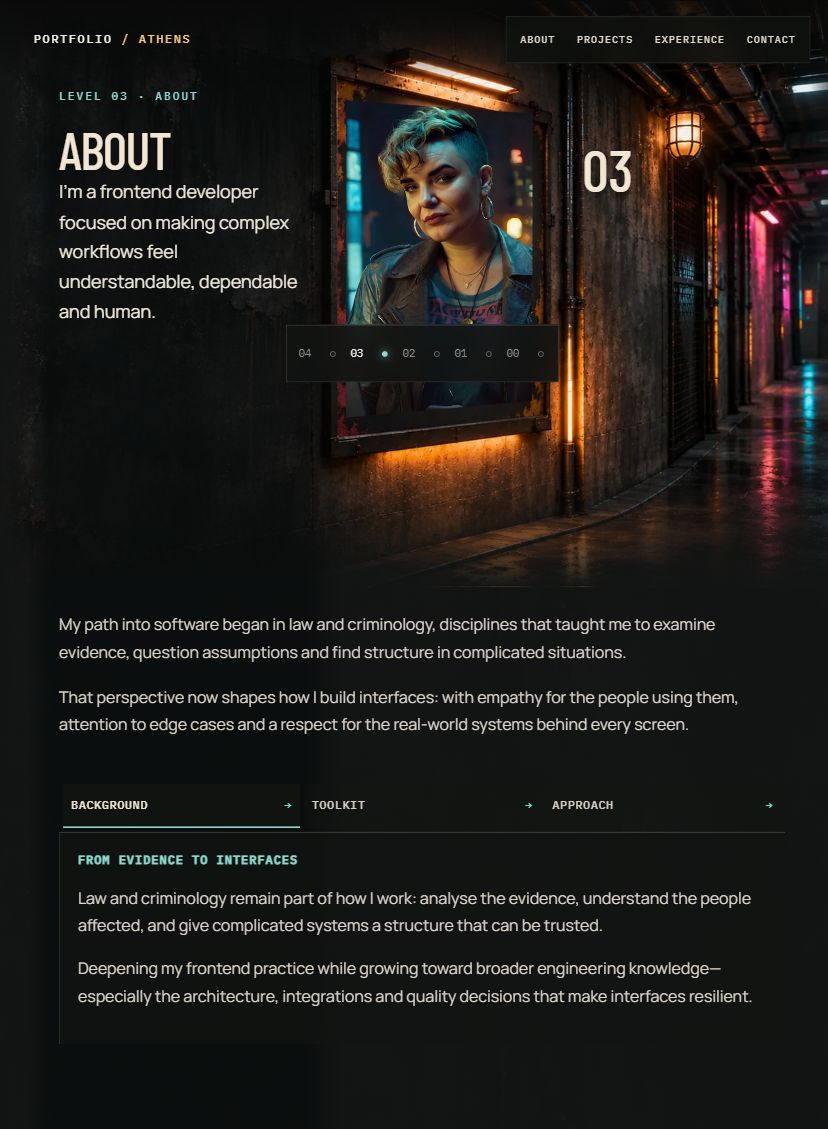 PORTFOLIO / ATHENS
ABOUT PROJECTS EXPERIENCE CONTACT
LEVEL 03 · ABOUT
ABOUT
03
I'm a frontend developer
focused on making complex
workflows feel
understandable, dependable
and human.
04 03 02 01 00
My path into software began in law and criminology, disciplines that taught me to examine
evidence, question assumptions and find structure in complicated situations.
That perspective now shapes how I build interfaces: with empathy for the people using them,
attention to edge cases and a respect for the real-world systems behind every screen.
BACKGROUND → TOOLKIT → APPROACH →
FROM EVIDENCE TO INTERFACES
Law and criminology remain part of how I work: analyse the evidence, understand the people
affected, and give complicated systems a structure that can be trusted.
Deepening my frontend practice while growing toward broader engineering knowledge—
especially the architecture, integrations and quality decisions that make interfaces resilient.